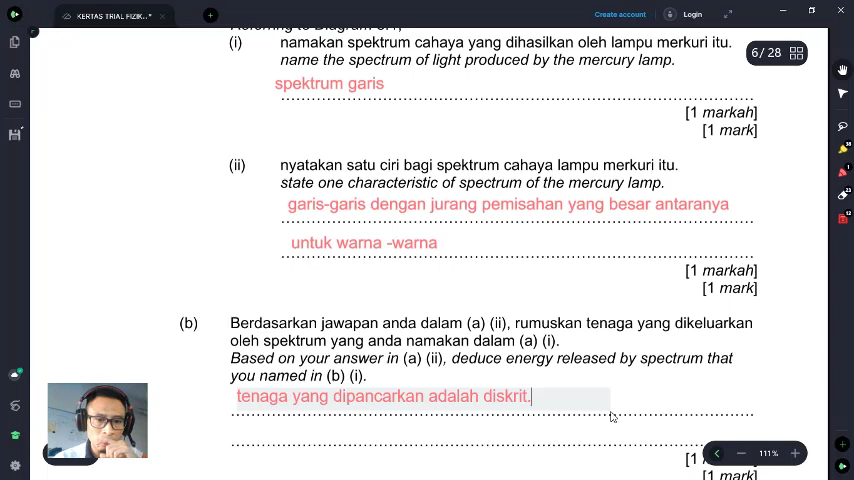 KERTAS TRIAL FIZIK..*
Create account
Login
6 / 28
(i) namakan spektrum cahaya yang dihasilkan oleh lampu merkuri itu.
name the spectrum of light produced by the mercury lamp.
spektrum garis
[1 markah]
[1 mark]
(ii) nyatakan satu ciri bagi spektrum cahaya lampu merkuri itu.
state one characteristic of spectrum of the mercury lamp.
garis-garis dengan jurang pemisahan yang besar antaranya
untuk warna -warna
[1 markah]
[1 mark]
(b) Berdasarkan jawapan anda dalam (a) (ii), rumuskan tenaga yang dikeluarkan
oleh spektrum yang anda namakan dalam (a) (i).
Based on your answer in (a) (ii), deduce energy released by spectrum that
you named in (b) (i).
tenaga yang dipancarkan adalah diskrit.
111%